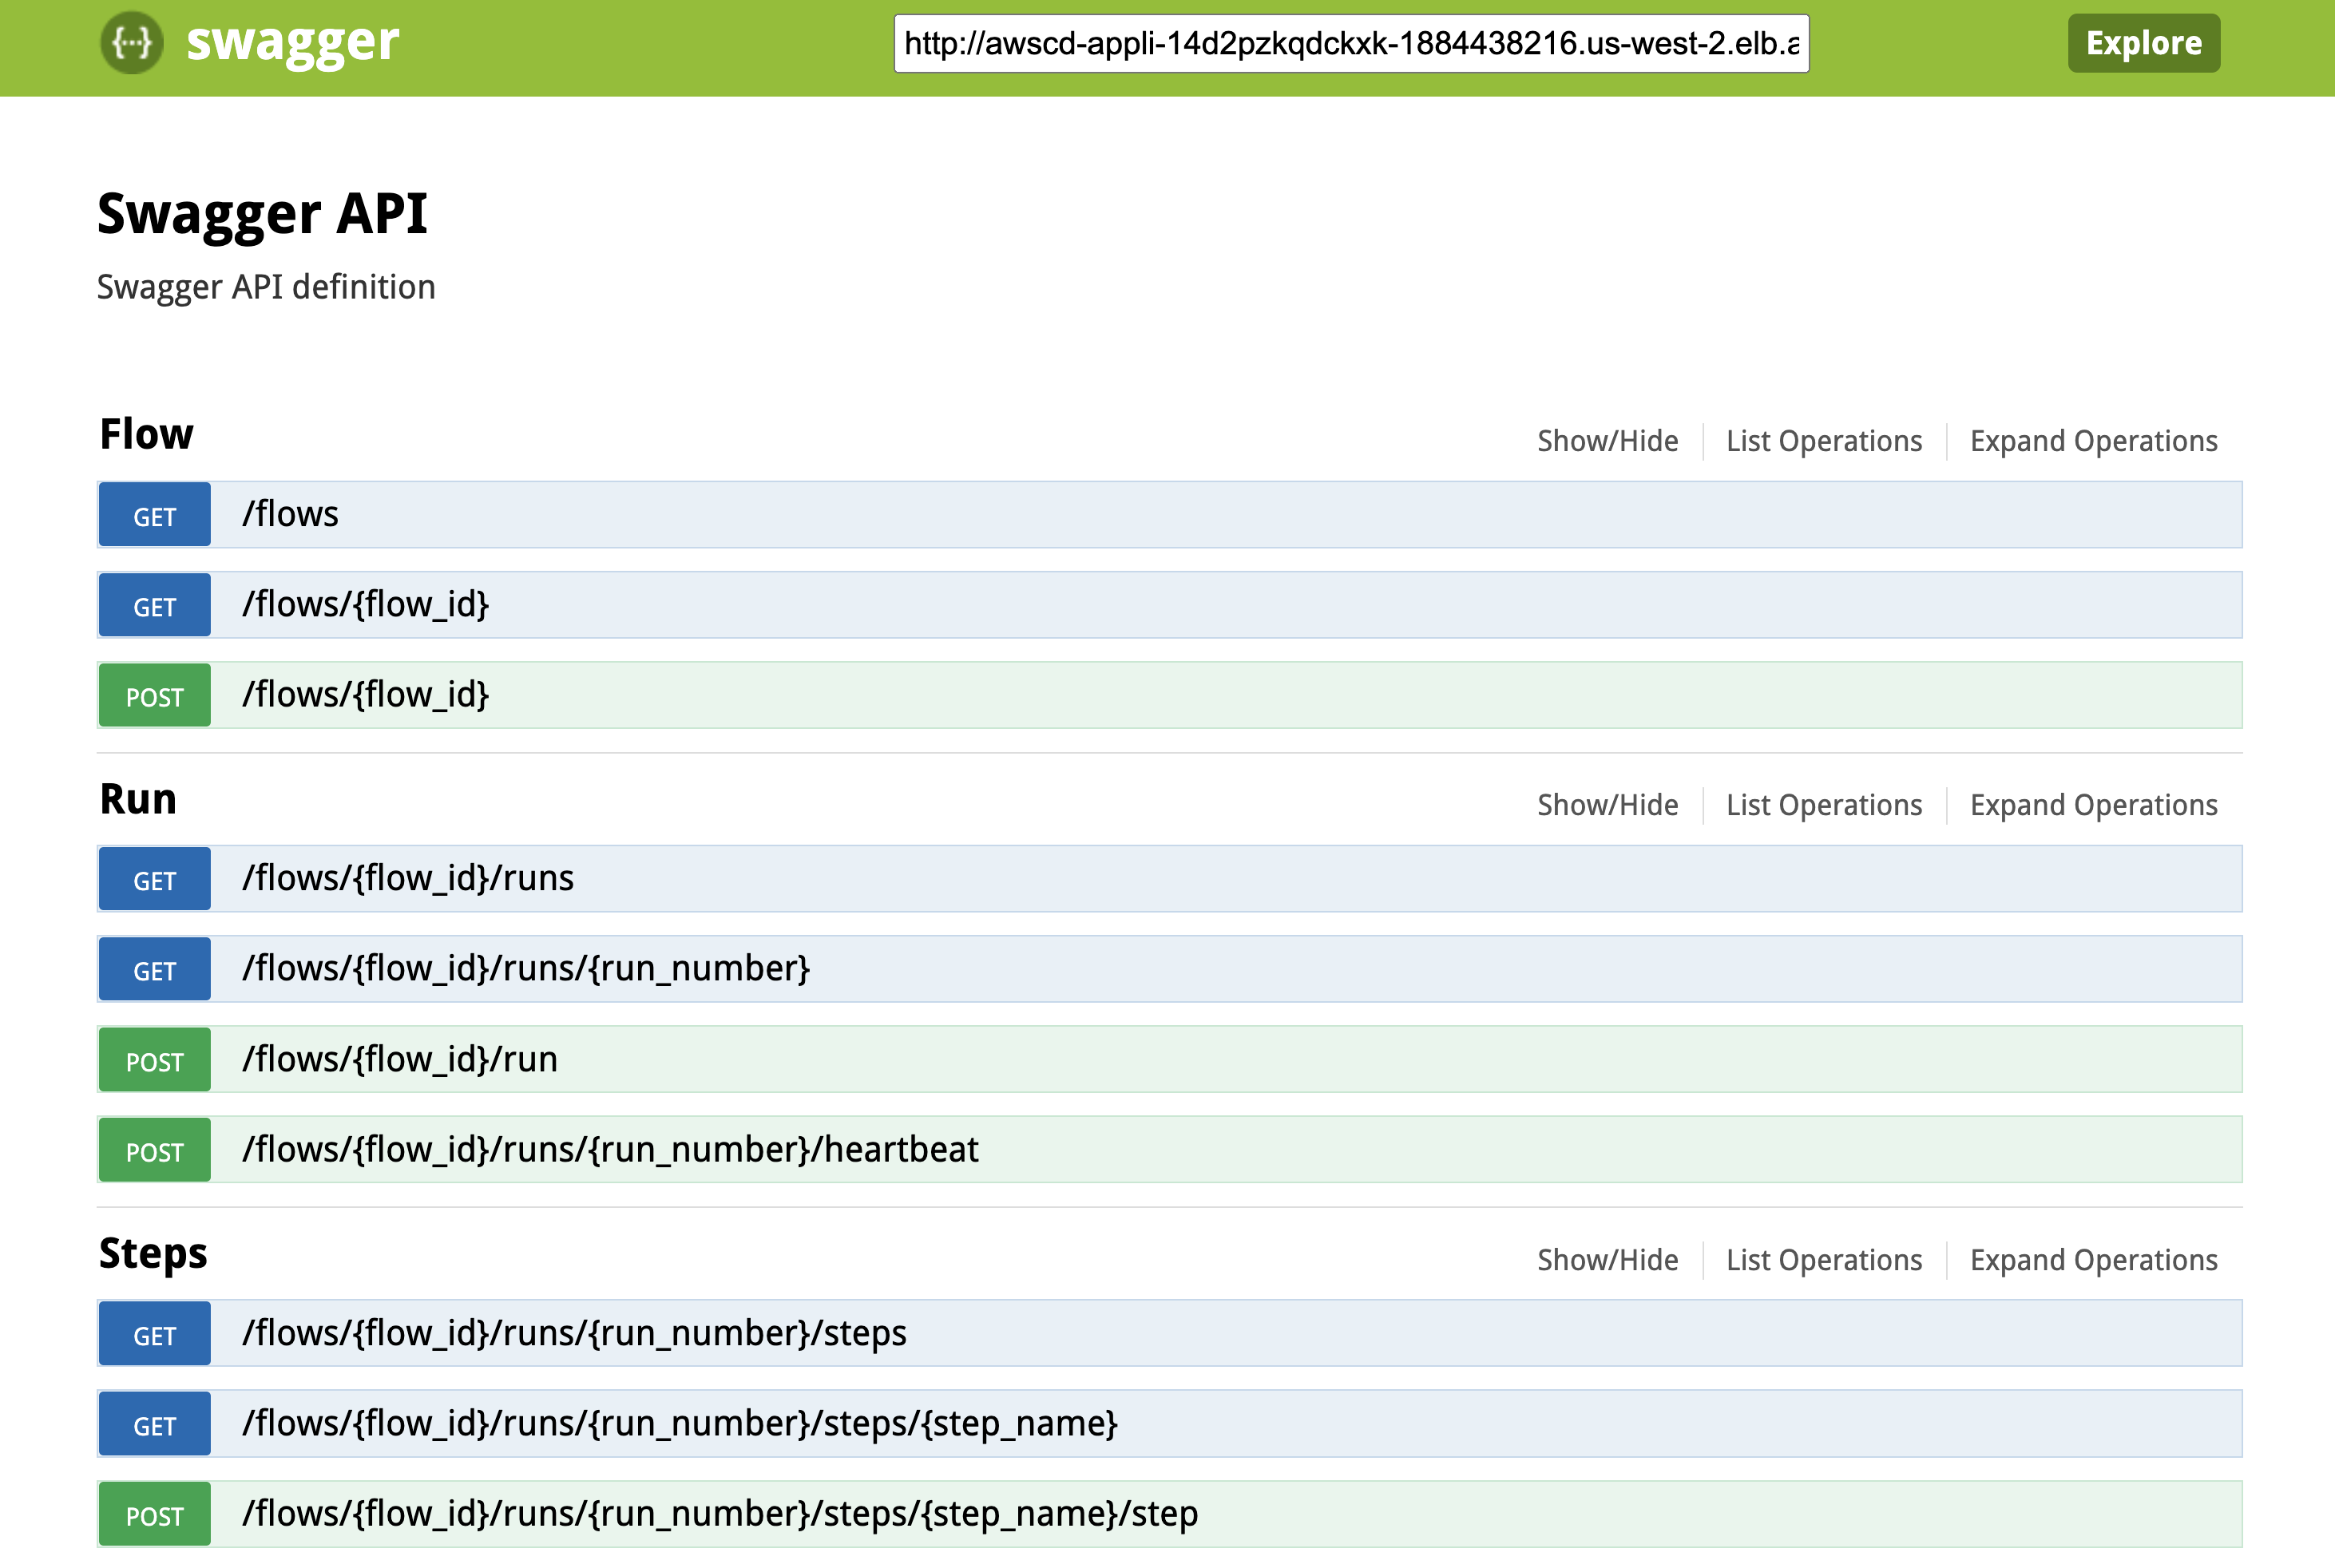 {...} swagger http://awscd-appli-14d2pzkqdckxk-1884438216.us-west-2.elb.a Explore
Swagger API
Swagger API definition
Flow Show/Hide List Operations Expand Operations
GET /flows
GET /flows/{flow_id}
POST /flows/{flow_id}
Run Show/Hide List Operations Expand Operations
GET /flows/{flow_id}/runs
GET /flows/{flow_id}/runs/{run_number}
POST /flows/{flow_id}/run
POST /flows/{flow_id}/runs/{run_number}/heartbeat
Steps Show/Hide List Operations Expand Operations
GET /flows/{flow_id}/runs/{run_number}/steps
GET /flows/{flow_id}/runs/{run_number}/steps/{step_name}
POST /flows/{flow_id}/runs/{run_number}/steps/{step_name}/step